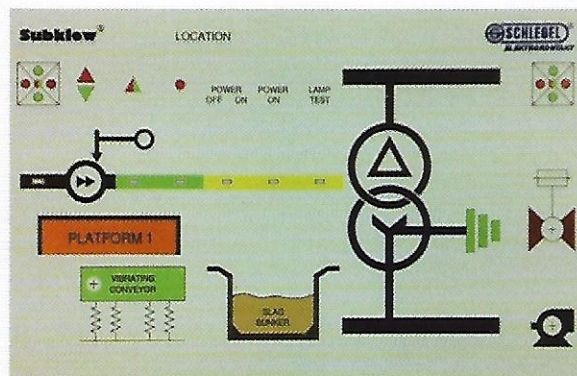 Subklew®
LOCATION
SCHLEGEL®
ELEKTROKONTAKT
POWER
OFF ON
POWER
ON
LAMP
TEST
PLATFORM 1
VIBRATING
CONVEYOR
SLAG
BUNKER